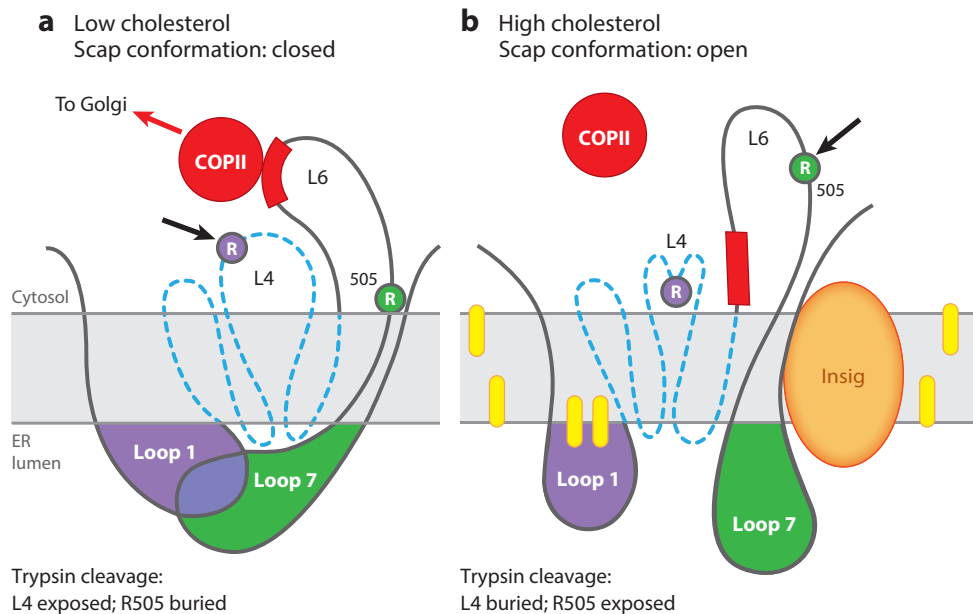 a Low cholesterol
Scap conformation: closed
To Golgi
COPII
L6
R
L4
505
R
Cytosol
ER
lumen
Loop 1
Loop 7
Trypsin cleavage:
L4 exposed; R505 buried
b High cholesterol
Scap conformation: open
COPII
L6
R
505
L4
R
Insig
Loop 1
Loop 7
Trypsin cleavage:
L4 buried; R505 exposed